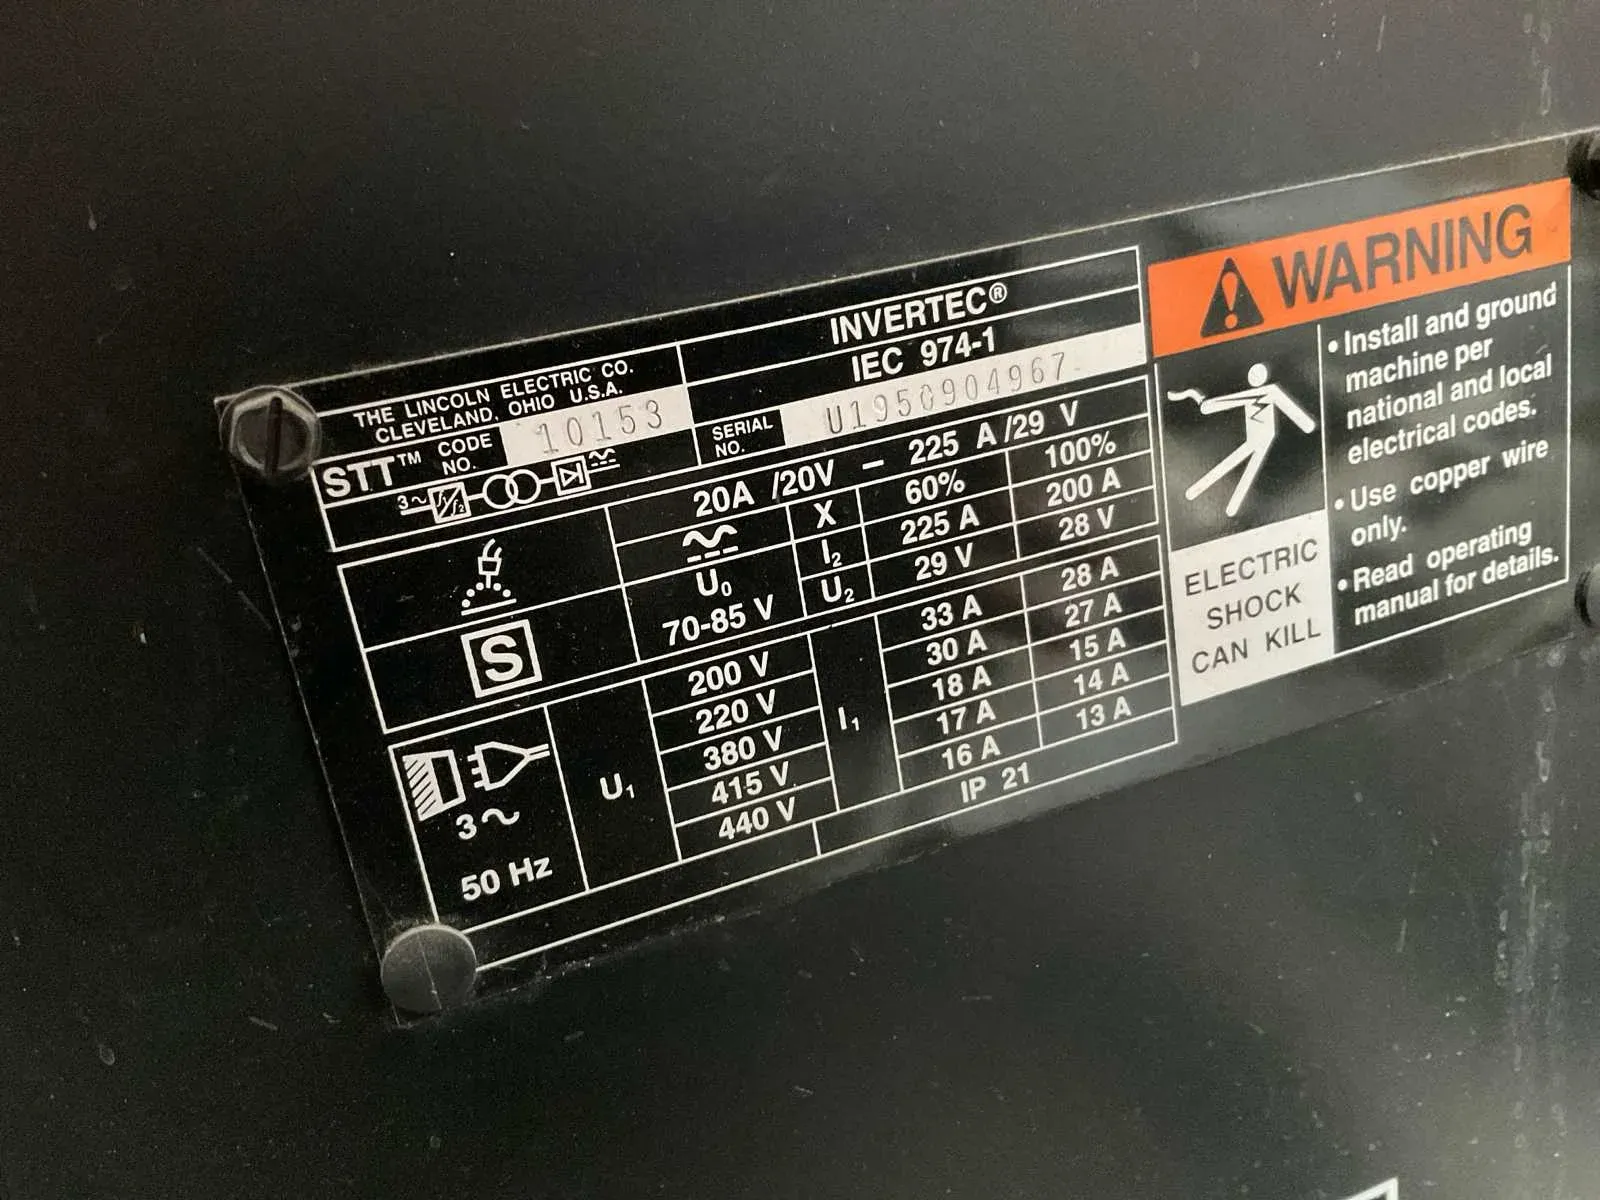 THE LINCOLN ELECTRIC CO.
CLEVELAND, OHIO U.S.A.
STT™ CODE NO. 10153
INVERTEC®
IEC 974-1
SERIAL NO. U1950904967
3~ f1 f2
20A /20V – 225 A /29 V
X 60% 100%
I2 225 A 200 A
U2 29 V 28 V
U0
70-85 V
S
3~
50 Hz
U1
I1
200 V 33 A 28 A
220 V 30 A 27 A
380 V 18 A 15 A
415 V 17 A 14 A
440 V 16 A 13 A
IP 21
WARNING
ELECTRIC
SHOCK
CAN KILL
• Install and ground
machine per
national and local
electrical codes.
• Use copper wire
only.
• Read operating
manual for details.